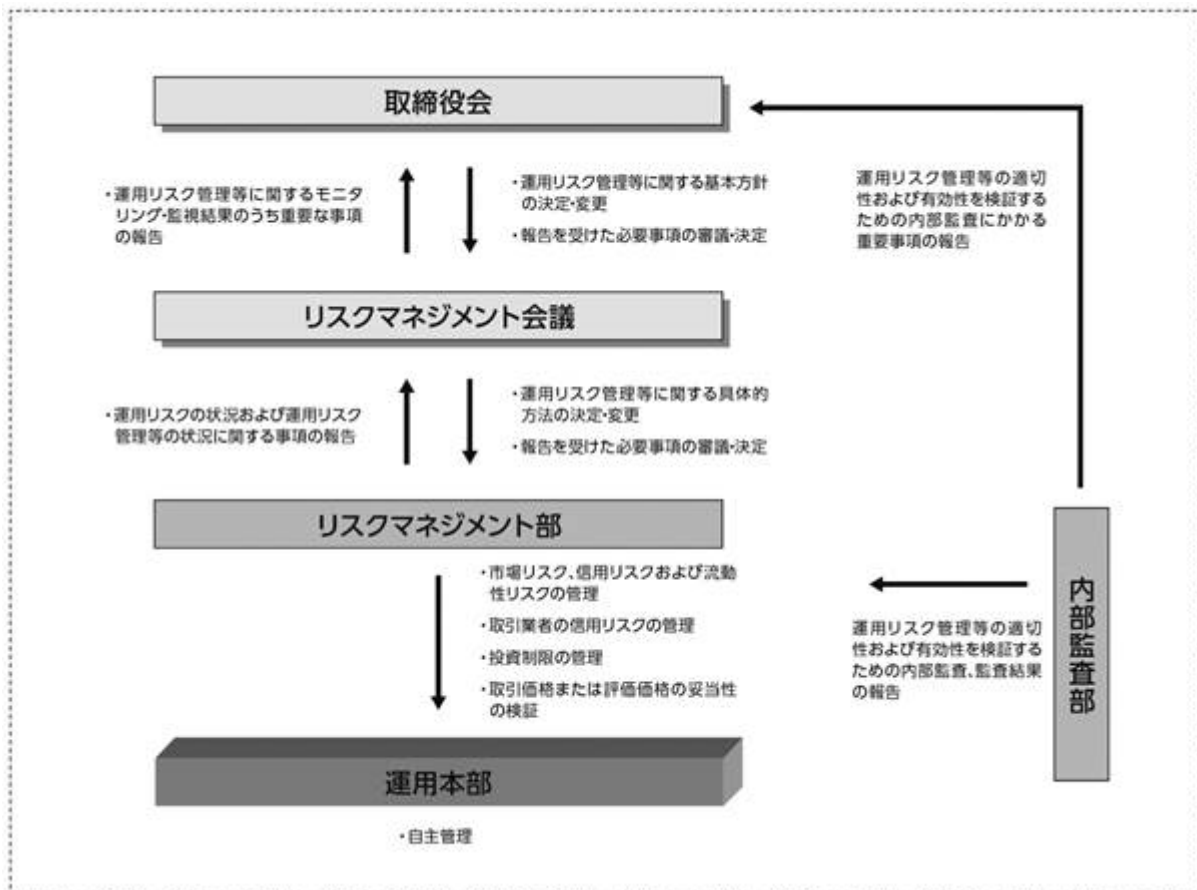 取締役会
・運用リスク管理等に関するモニタ
リング・監視結果のうち重要な事項
の報告
・運用リスク管理等に関する基本方針
の決定・変更
・報告を受けた必要事項の審議・決定
運用リスク管理等の適切
性および有効性を検証する
ための内部監査にかかる
重要事項の報告
リスクマネジメント会議
・運用リスクの状況および運用リスク
管理等の状況に関する事項の報告
・運用リスク管理等に関する具体的
方法の決定・変更
・報告を受けた必要事項の審議・決定
リスクマネジメント部
・市場リスク、信用リスクおよび流動
性リスクの管理
・取引業者の信用リスクの管理
・投資制限の管理
・取引価格または評価価格の妥当性
の検証
運用リスク管理等の適切
性および有効性を検証する
ための内部監査、監査結果
の報告
内部監査部
運用本部
・自主管理